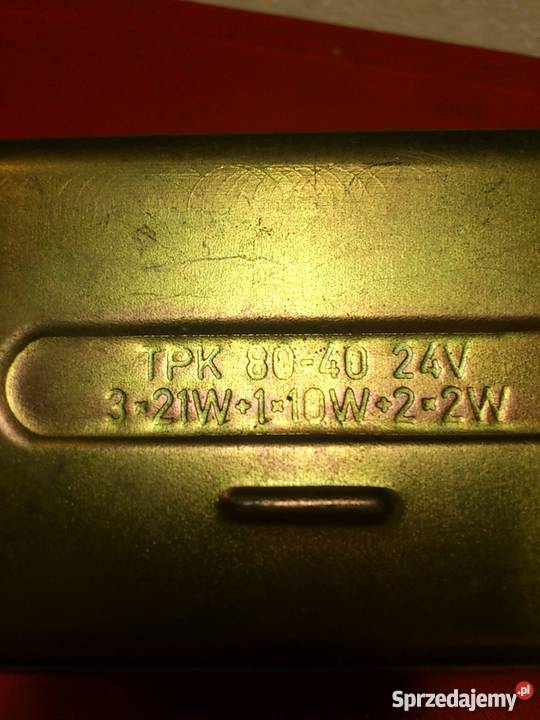 TPK 80-40 24V
3×21W+1×10W+2×2W
Sprzedajemy.pl